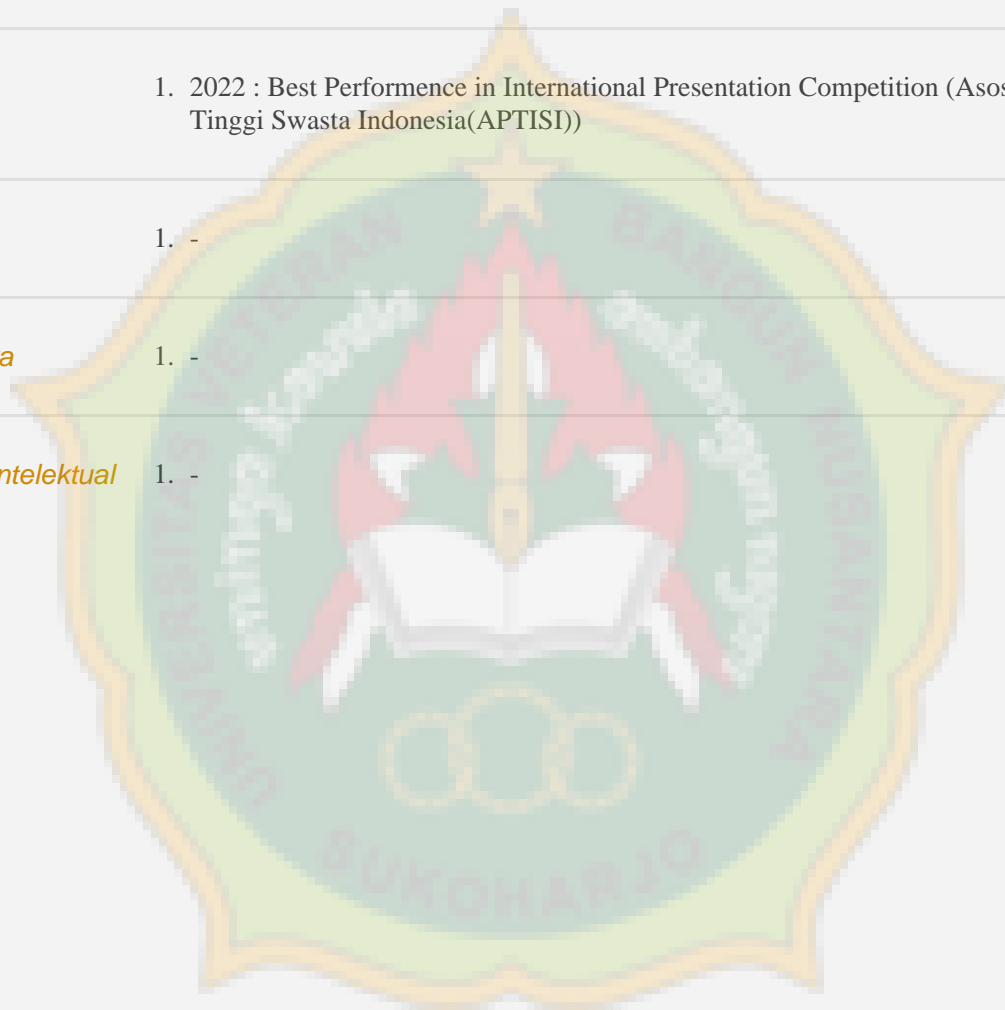 1. 2022 : Best Performence in International Presentation Competition (Asos
Tinggi Swasta Indonesia(APTISI))
1. -
a 1. -
ntelektual 1. -
UNIVERSITAS VETERAN BANGUN NUSANTARA
SUKOHARJO